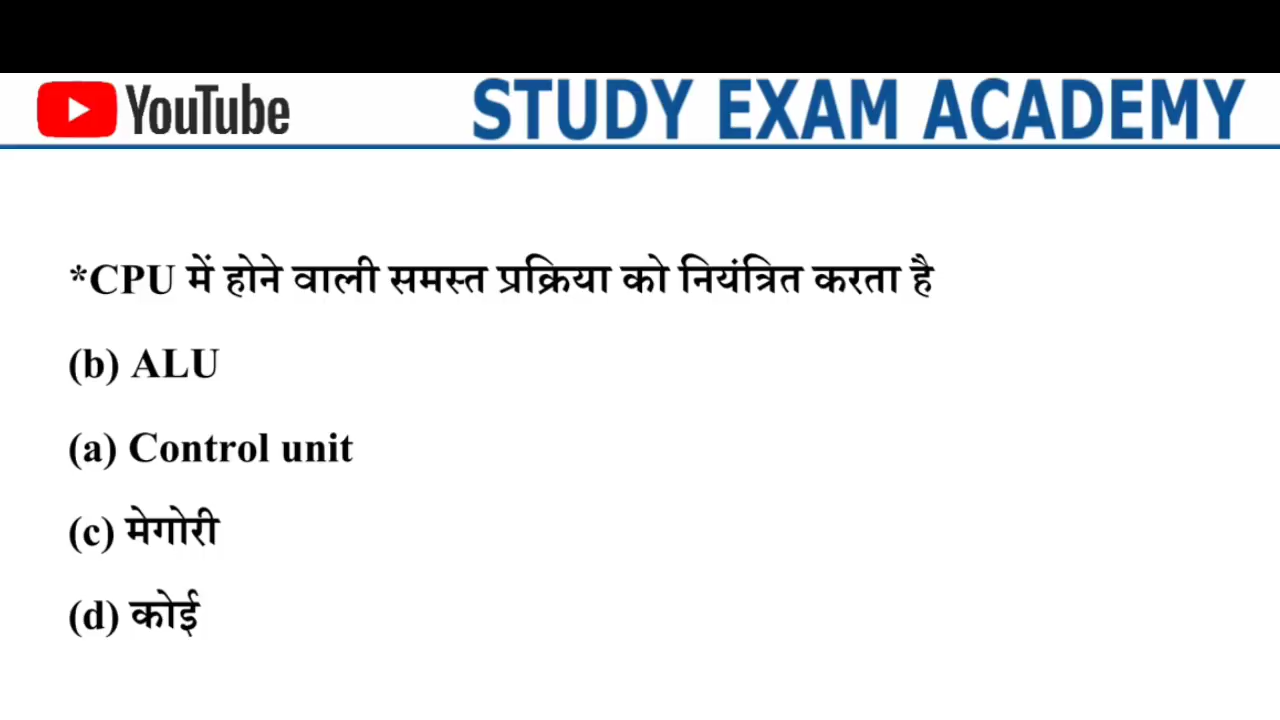 YouTube STUDY EXAM ACADEMY
*CPU में होने वाली समस्त प्रक्रिया को नियंत्रित करता है
(b) ALU
(a) Control unit
(c) मेगोरी
(d) कोई